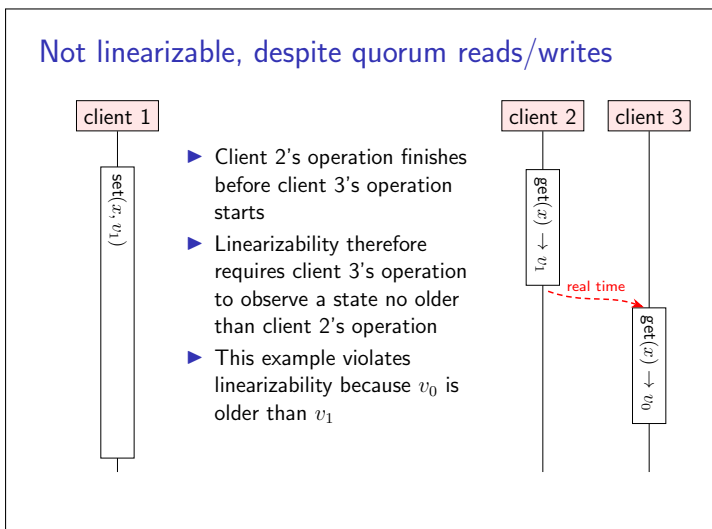 Not linearizable, despite quorum reads/writes
client 1
set(x, v₁)
▶ Client 2's operation finishes
before client 3's operation
starts
▶ Linearizability therefore
requires client 3's operation
to observe a state no older
than client 2's operation
▶ This example violates
linearizability because v₀ is
older than v₁
client 2
get(x) → v₁
client 3
real time
get(x) → v₀